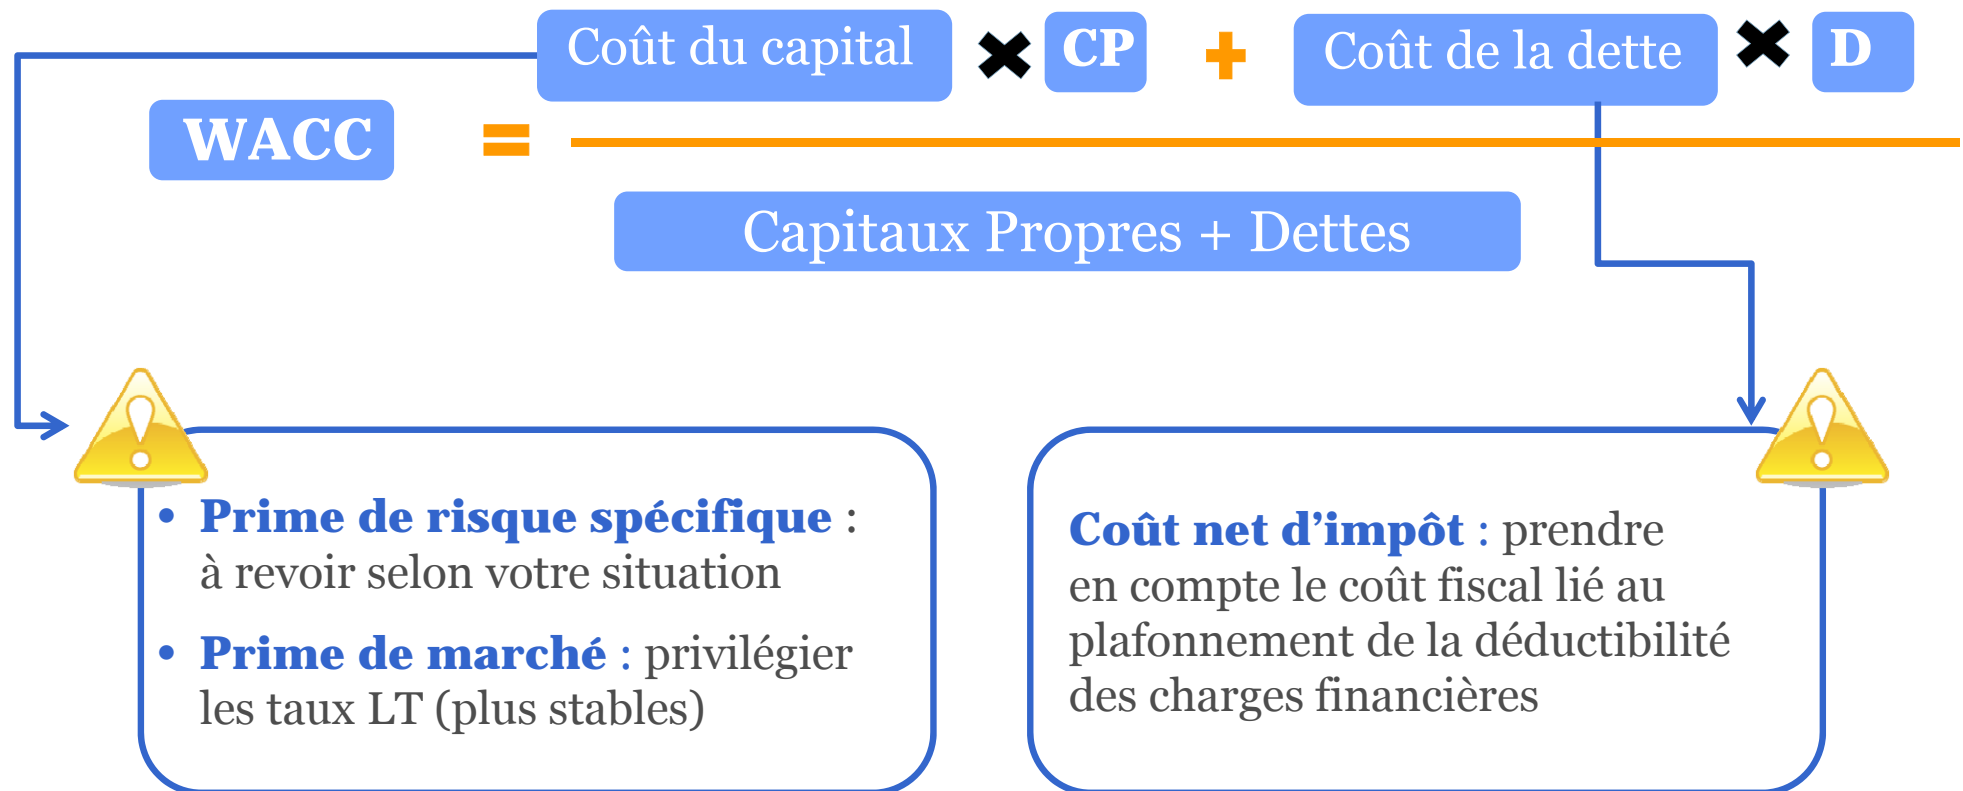 Coût du capital ✖ CP + Coût de la dette ✖ D
WACC =
Capitaux Propres + Dettes
• Prime de risque spécifique :
à revoir selon votre situation
• Prime de marché : privilégier
les taux LT (plus stables)
Coût net d’impôt : prendre
en compte le coût fiscal lié au
plafonnement de la déductibilité
des charges financières